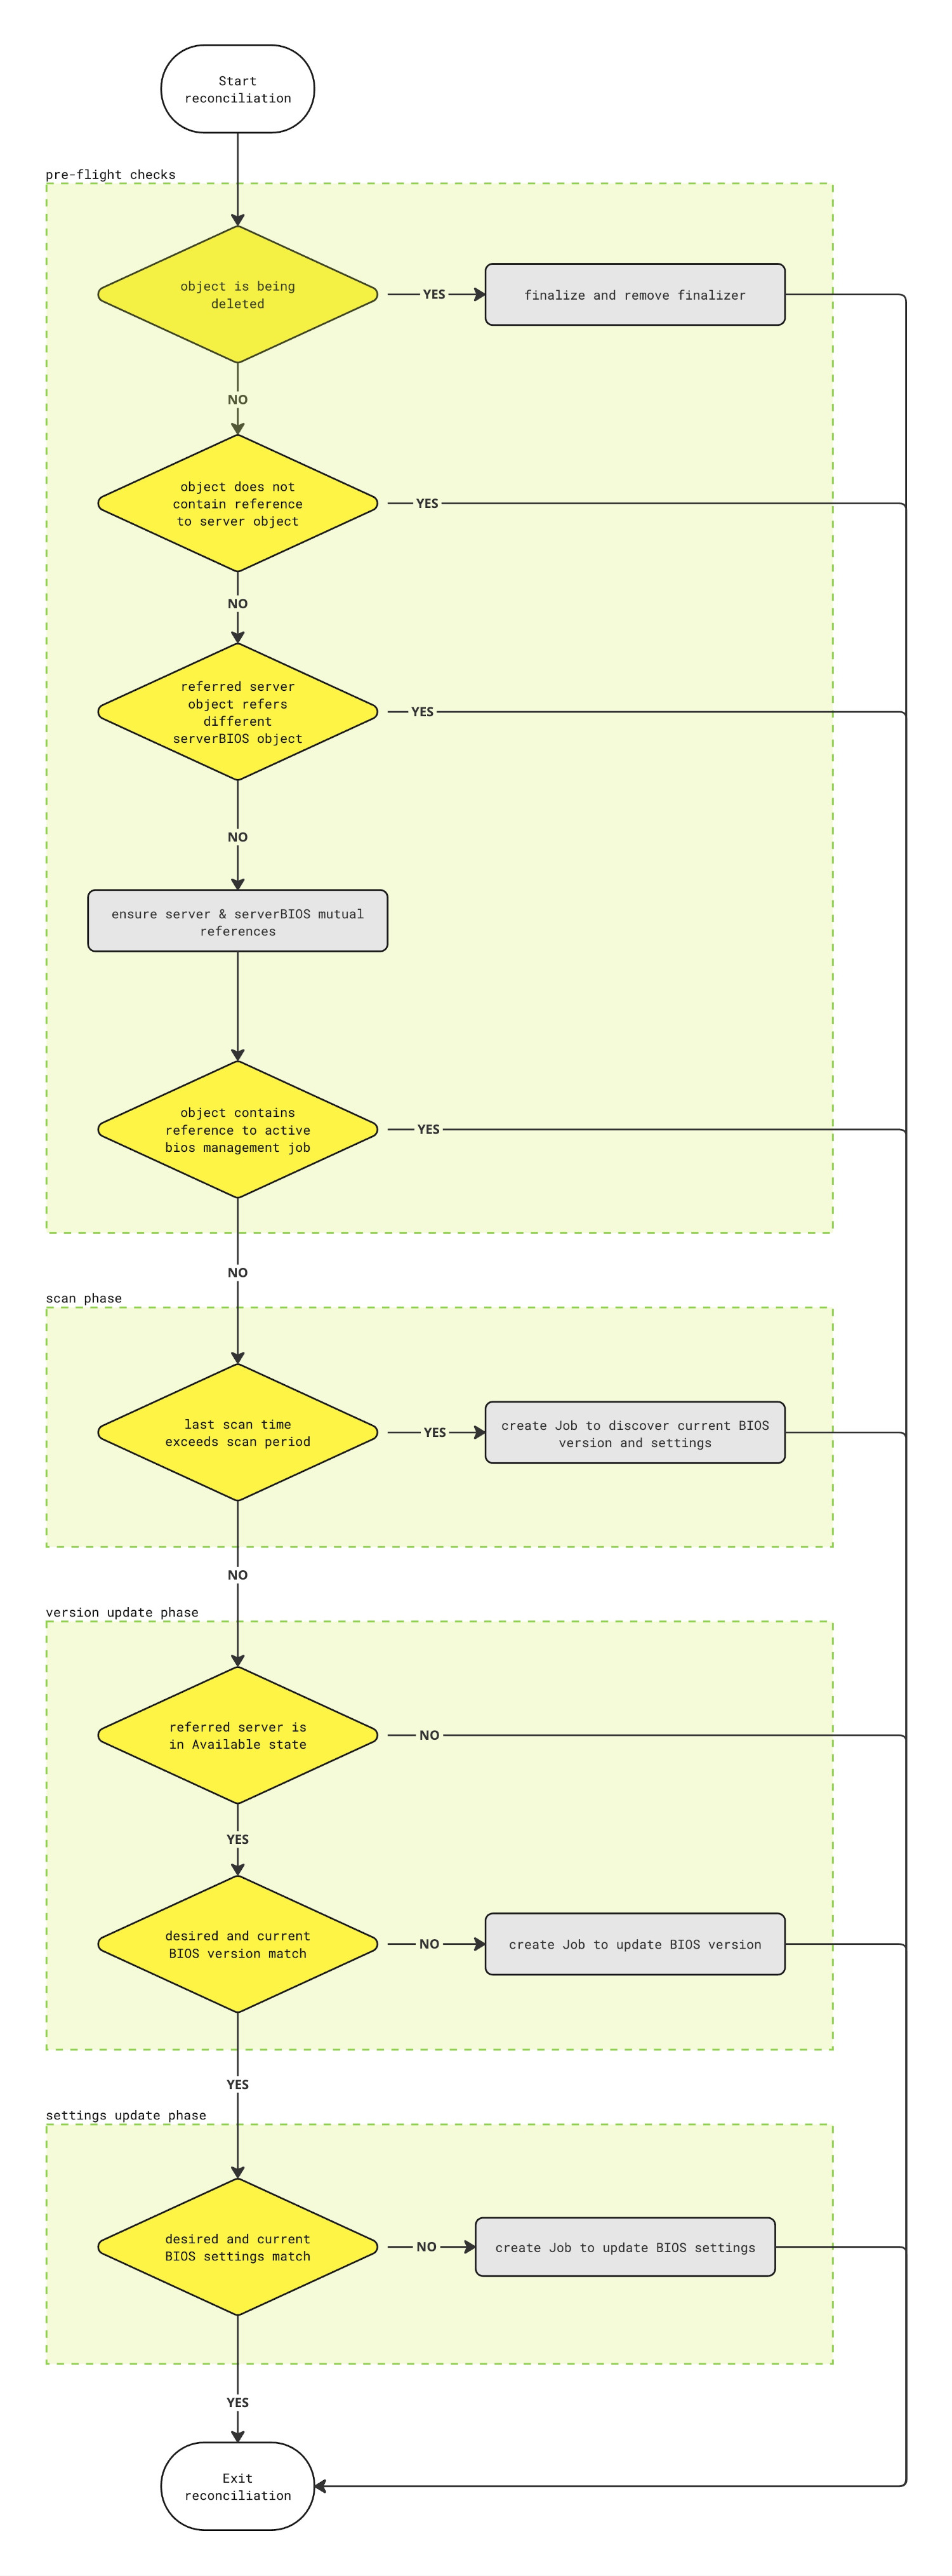 Start
reconciliation
pre-flight checks
object is being
deleted
YES
finalize and remove finalizer
NO
object does not
contain reference
to server object
YES
NO
referred server
object refers
different
serverBIOS object
YES
NO
ensure server & serverBIOS mutual
references
object contains
reference to active
bios management job
YES
NO
scan phase
last scan time
exceeds scan period
YES
create Job to discover current BIOS
version and settings
NO
version update phase
referred server is
in Available state
NO
YES
desired and current
BIOS version match
NO
create Job to update BIOS version
YES
settings update phase
desired and current
BIOS settings match
NO
create Job to update BIOS settings
YES
Exit
reconciliation